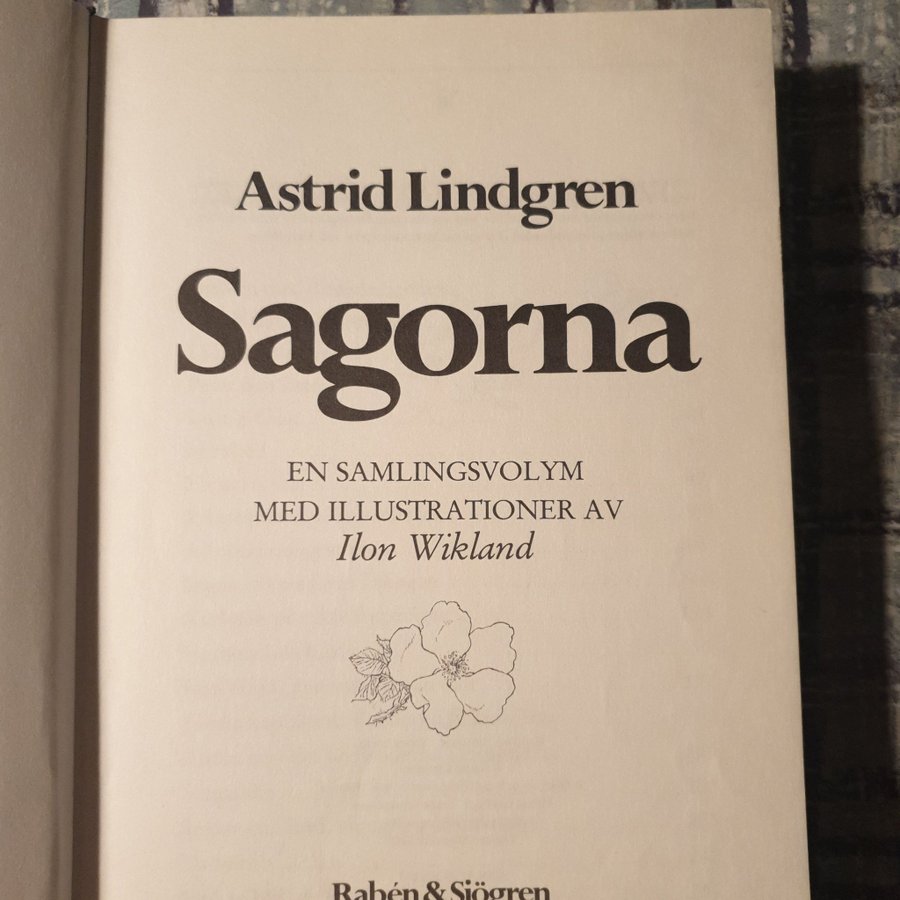 Astrid Lindgren
Sagorna
EN SAMLINGSVOLYM
MED ILLUSTRATIONER AV
Ilon Wikland
Rabén & Sjögren